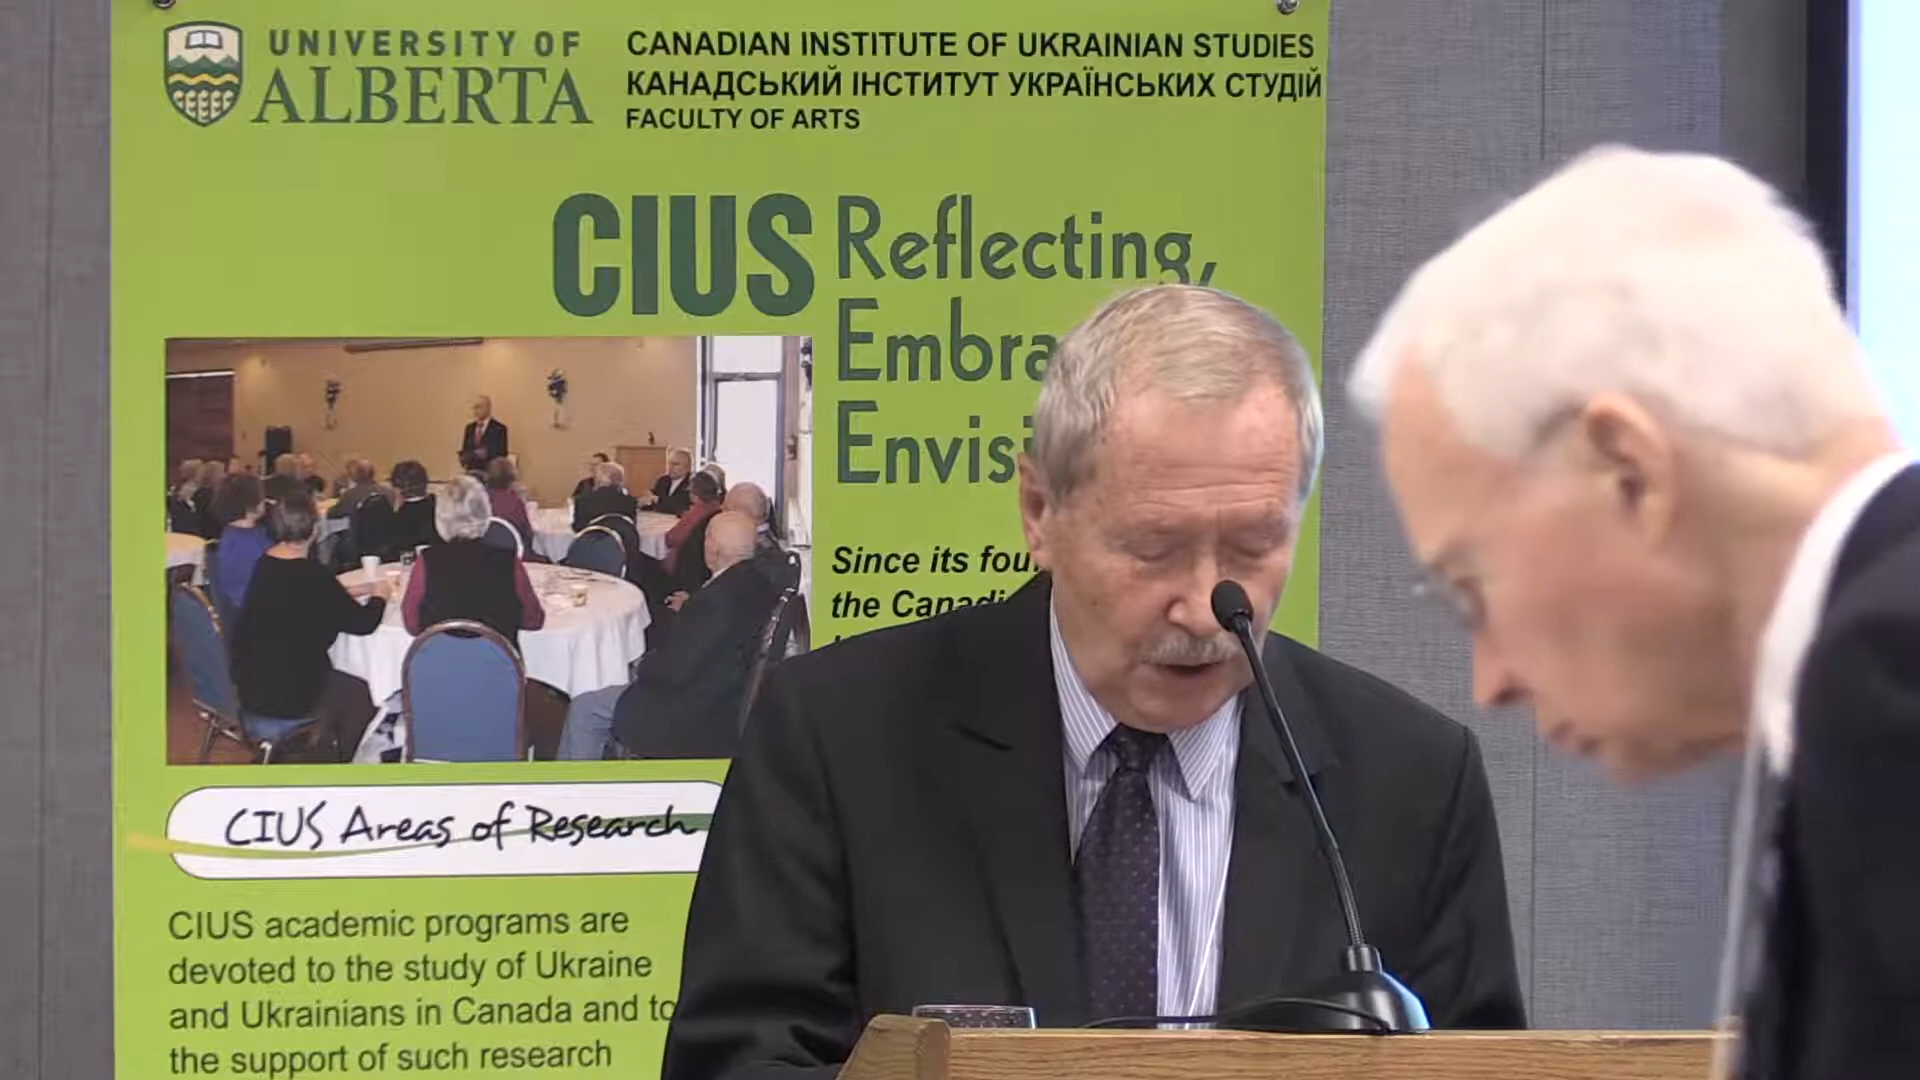 UNIVERSITY OF
ALBERTA
CANADIAN INSTITUTE OF UKRAINIAN STUDIES
КАНАДСЬКИЙ ІНСТИТУТ УКРАЇНСЬКИХ СТУДІЙ
FACULTY OF ARTS
CIUS Reflecting,
Embra
Envisi
Since its fou
the Canadi
CIUS Areas of Research
CIUS academic programs are
devoted to the study of Ukraine
and Ukrainians in Canada and to
the support of such research